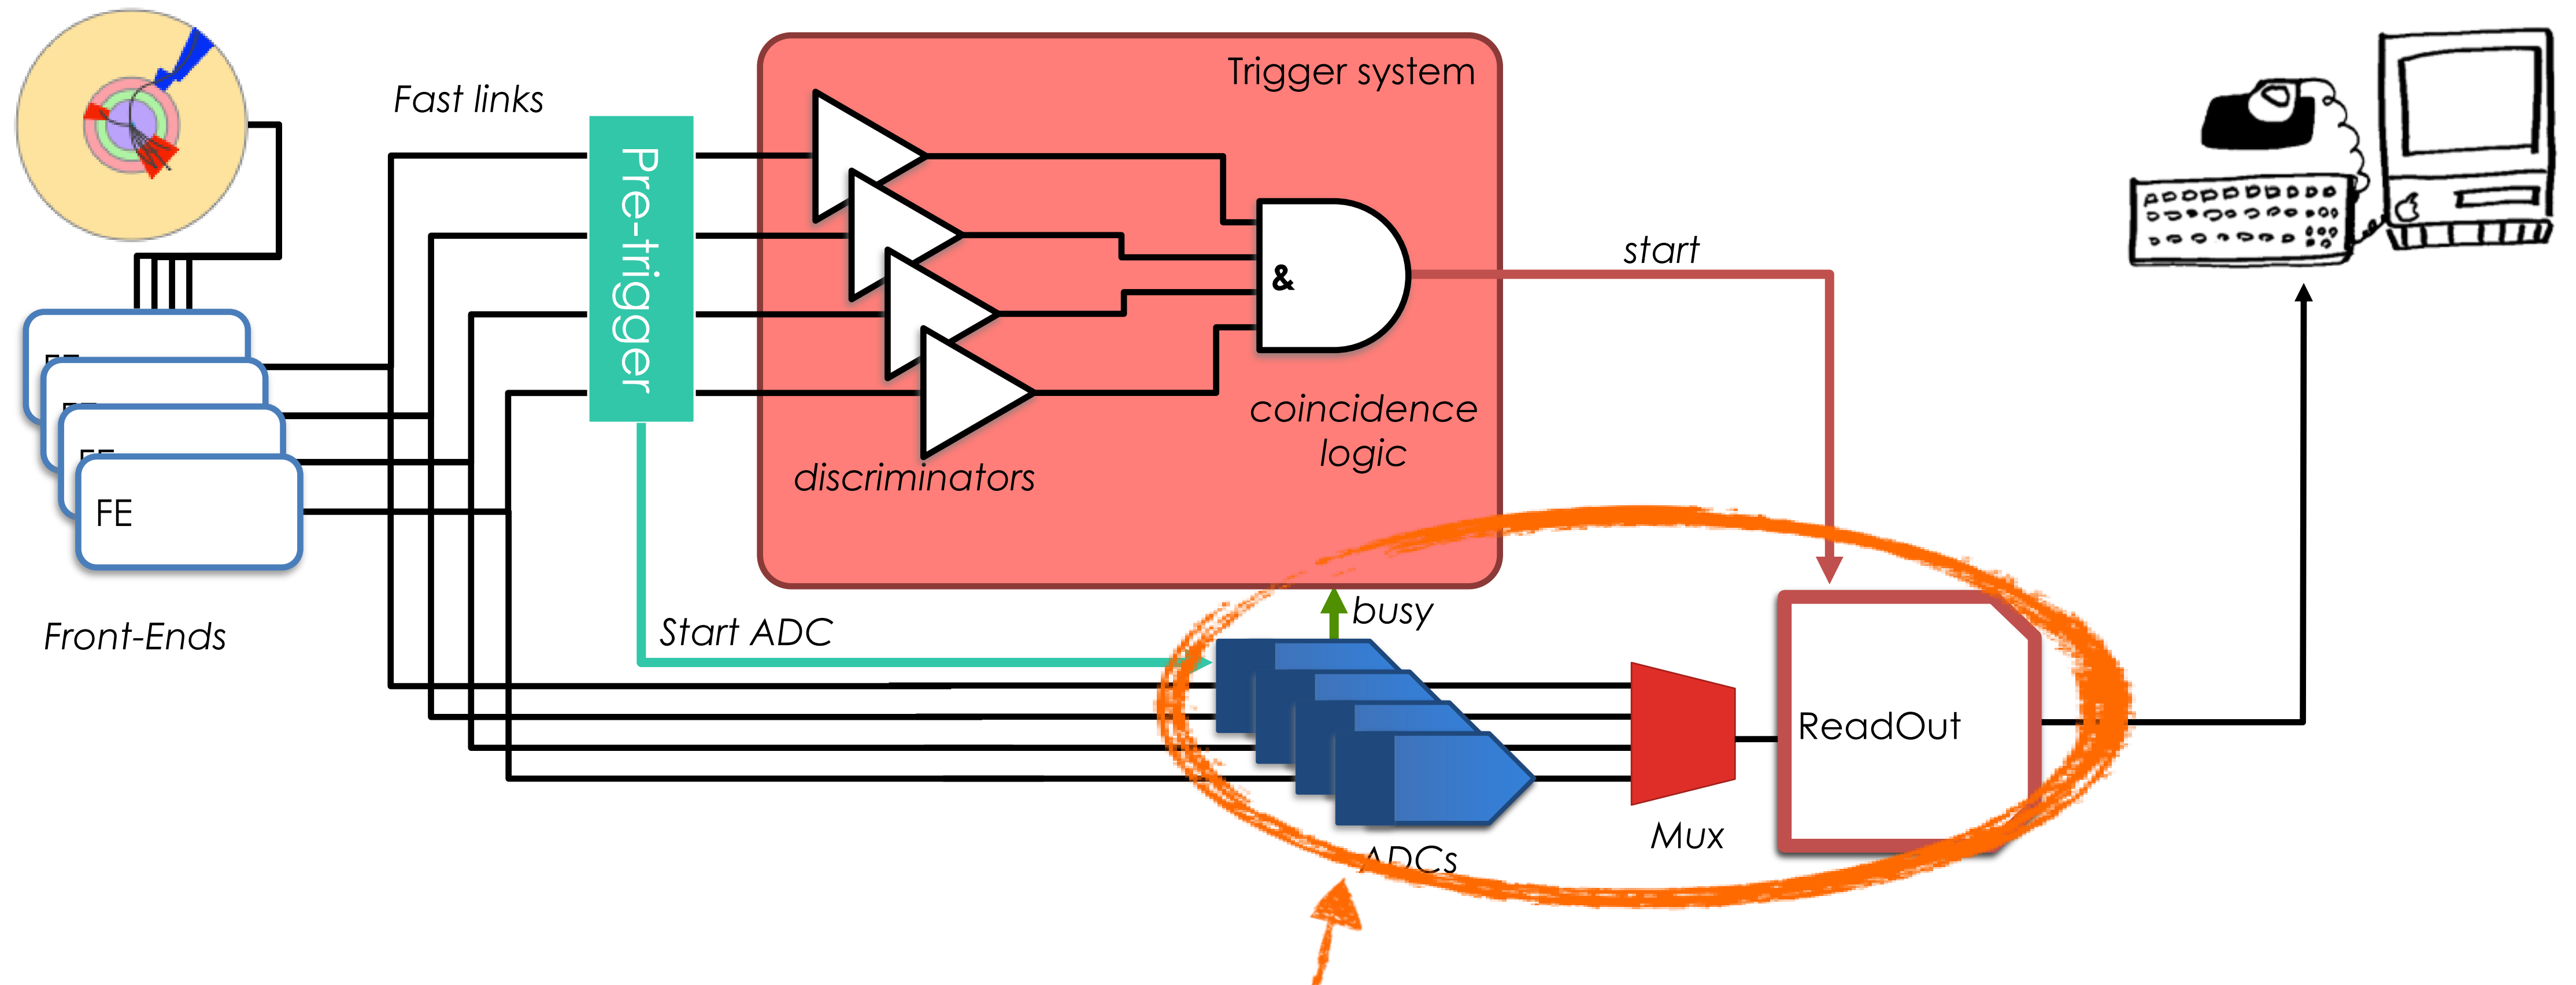 Fast links
Trigger system
Pre-trigger
&
start
coincidence
logic
discriminators
FE
Front-Ends
Start ADC
busy
ReadOut
Mux
ADCs